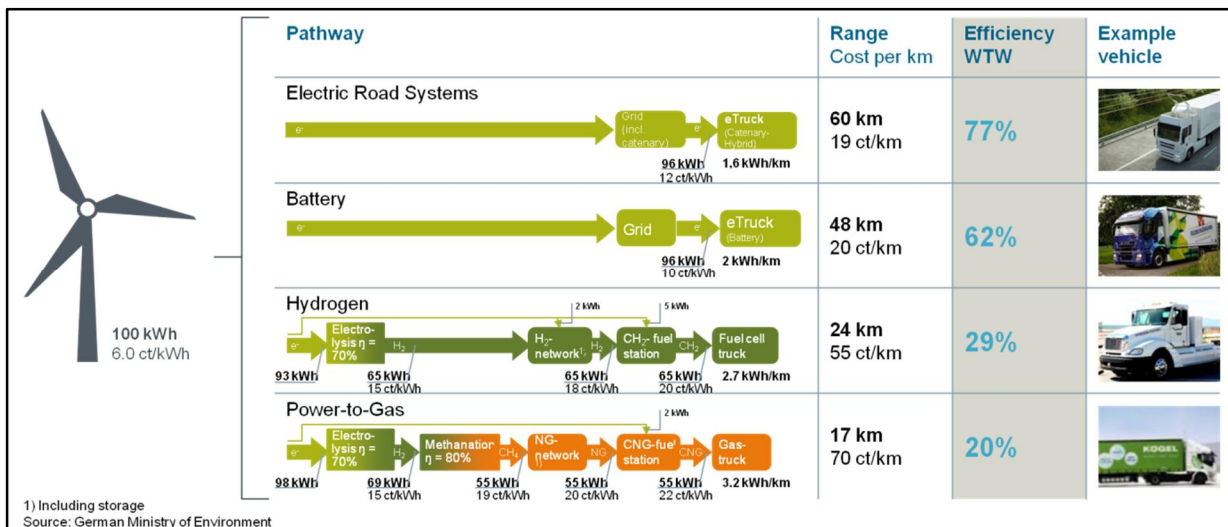 Pathway
Range
Cost per km
Efficiency
WTW
Example
vehicle
100 kWh
6.0 ct/kWh
Electric Road Systems
e-
Grid
(incl.
catenary)
e-
eTruck
(Catenary-
Hybrid)
96 kWh
12 ct/kWh
1,6 kWh/km
60 km
19 ct/km
77%
Battery
e-
Grid
e-
eTruck
(Battery)
96 kWh
10 ct/kWh
2 kWh/km
48 km
20 ct/km
62%
Hydrogen
2 kWh
5 kWh
e-
Electro-
lysis η =
70%
H2
H2-
network1)
H2
CH2- fuel
station
CH2
Fuel cell
truck
93 kWh
65 kWh
15 ct/kWh
65 kWh
18 ct/kWh
65 kWh
20 ct/kWh
2.7 kWh/km
24 km
55 ct/km
29%
Power-to-Gas
2 kWh
e-
Electro-
lysis η =
70%
H2
Methanation
η = 80%
CH4
NG-
network 1)
NG
CNG-fuel
station
CNG
Gas-
truck
98 kWh
69 kWh
15 ct/kWh
55 kWh
19 ct/kWh
55 kWh
20 ct/kWh
55 kWh
22 ct/kWh
3.2 kWh/km
17 km
70 ct/km
20%
KÖGEL
1) Including storage
Source: German Ministry of Environment